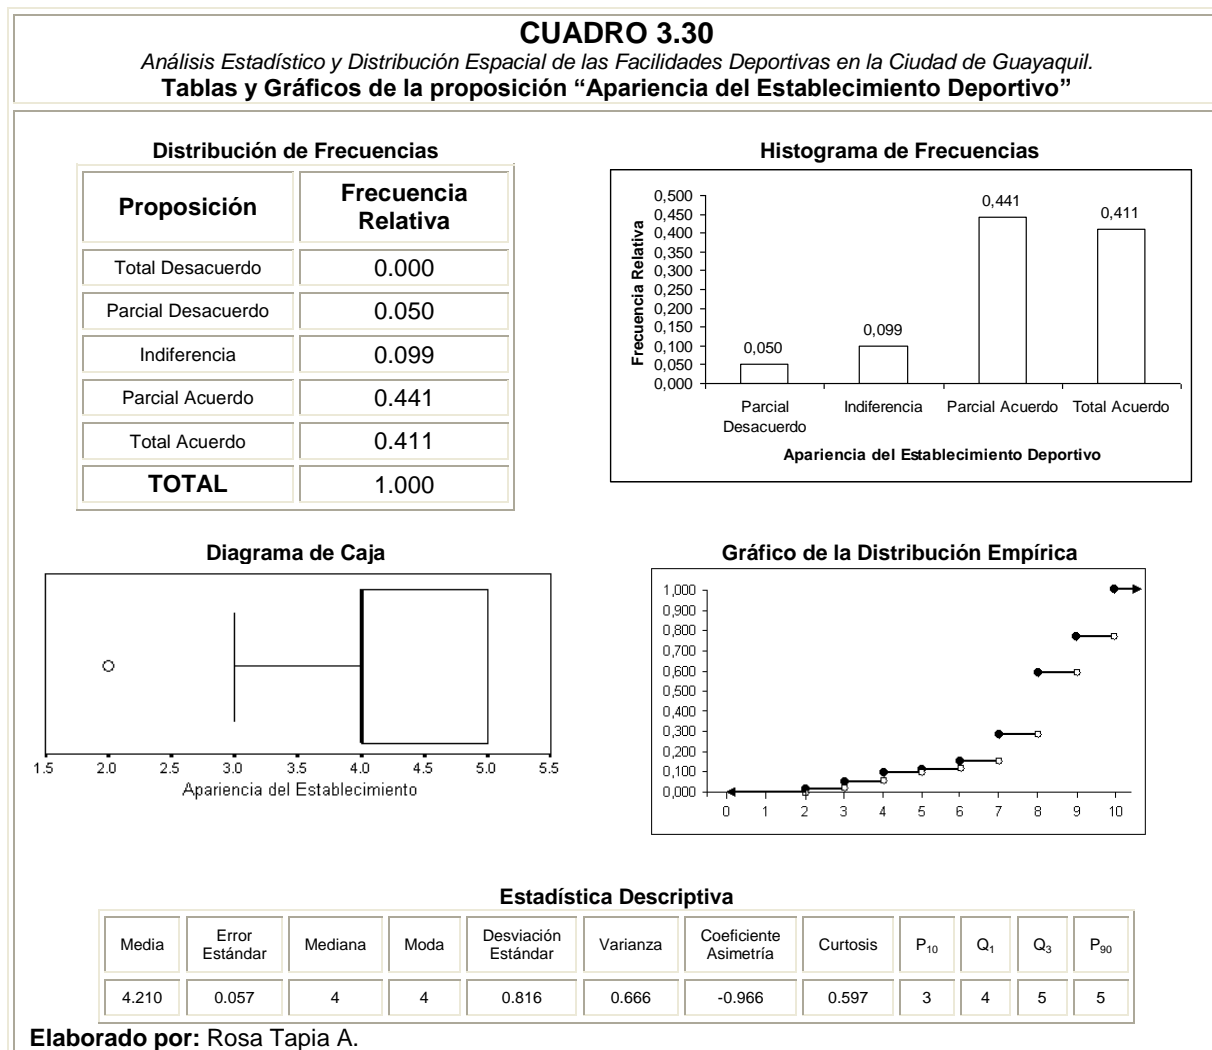 CUADRO 3.30
Análisis Estadístico y Distribución Espacial de las Facilidades Deportivas en la Ciudad de Guayaquil.
Tablas y Gráficos de la proposición “Apariencia del Establecimiento Deportivo”
Distribución de Frecuencias
Proposición Frecuencia Relativa
Total Desacuerdo 0.000
Parcial Desacuerdo 0.050
Indiferencia 0.099
Parcial Acuerdo 0.441
Total Acuerdo 0.411
TOTAL 1.000
Histograma de Frecuencias
Frecuencia Relativa
0,500
0,450
0,400
0,350
0,300
0,250
0,200
0,150
0,100
0,050
0,000
0,050
0,099
0,441
0,411
Parcial Desacuerdo
Indiferencia
Parcial Acuerdo
Total Acuerdo
Apariencia del Establecimiento Deportivo
Diagrama de Caja
1.5 2.0 2.5 3.0 3.5 4.0 4.5 5.0 5.5
Apariencia del Establecimiento
Gráfico de la Distribución Empírica
1,000
0,900
0,800
0,700
0,600
0,500
0,400
0,300
0,200
0,100
0,000
0 1 2 3 4 5 6 7 8 9 10
Estadística Descriptiva
Media Error Estándar Mediana Moda Desviación Estándar Varianza Coeficiente Asimetría Curtosis P10 Q1 Q3 P90
4.210 0.057 4 4 0.816 0.666 -0.966 0.597 3 4 5 5
Elaborado por: Rosa Tapia A.